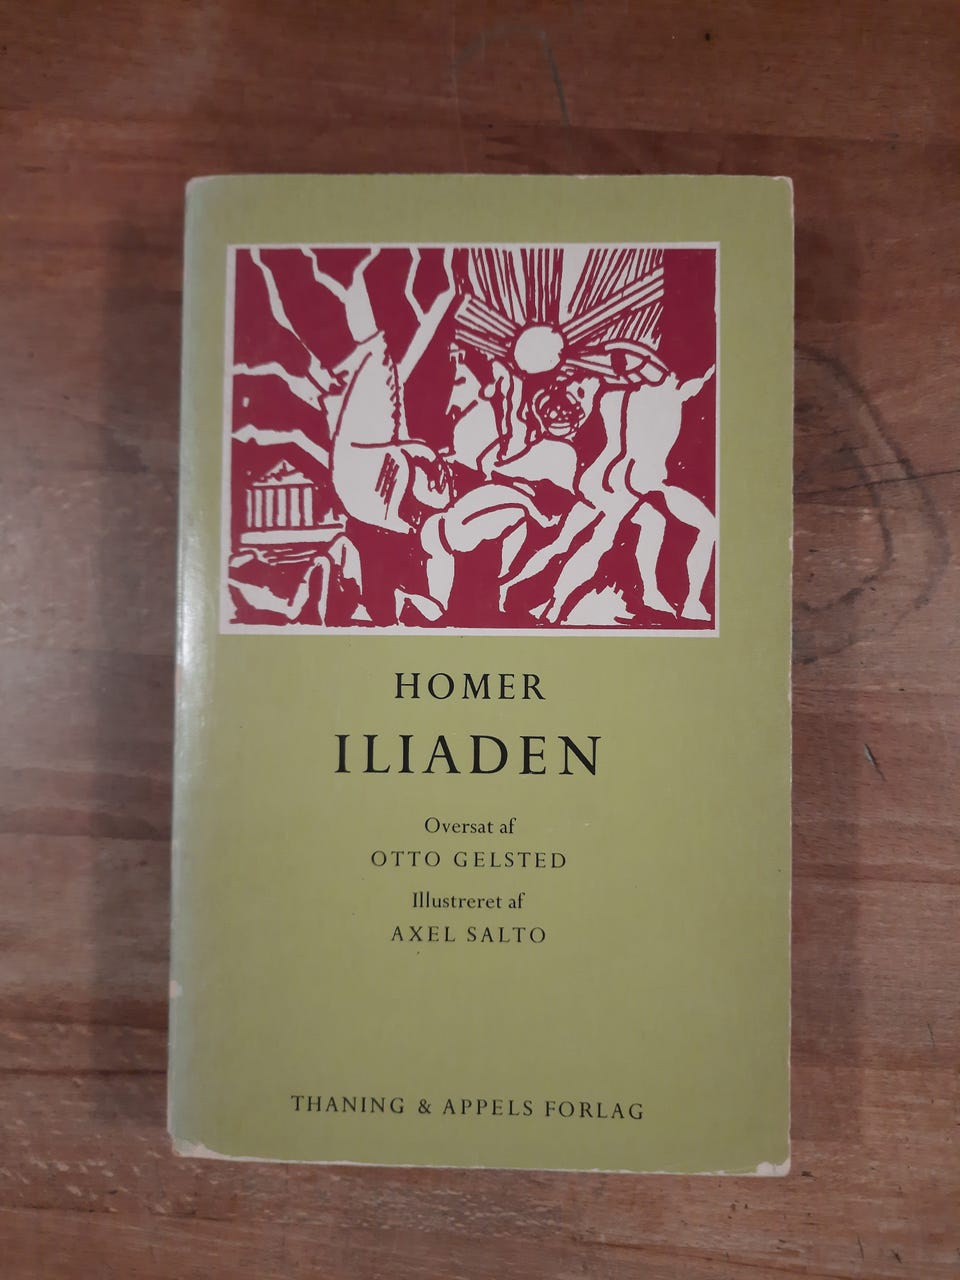 HOMER
ILIADEN
Oversat af
OTTO GELSTED
Illustreret af
AXEL SALTO
THANING & APPELS FORLAG